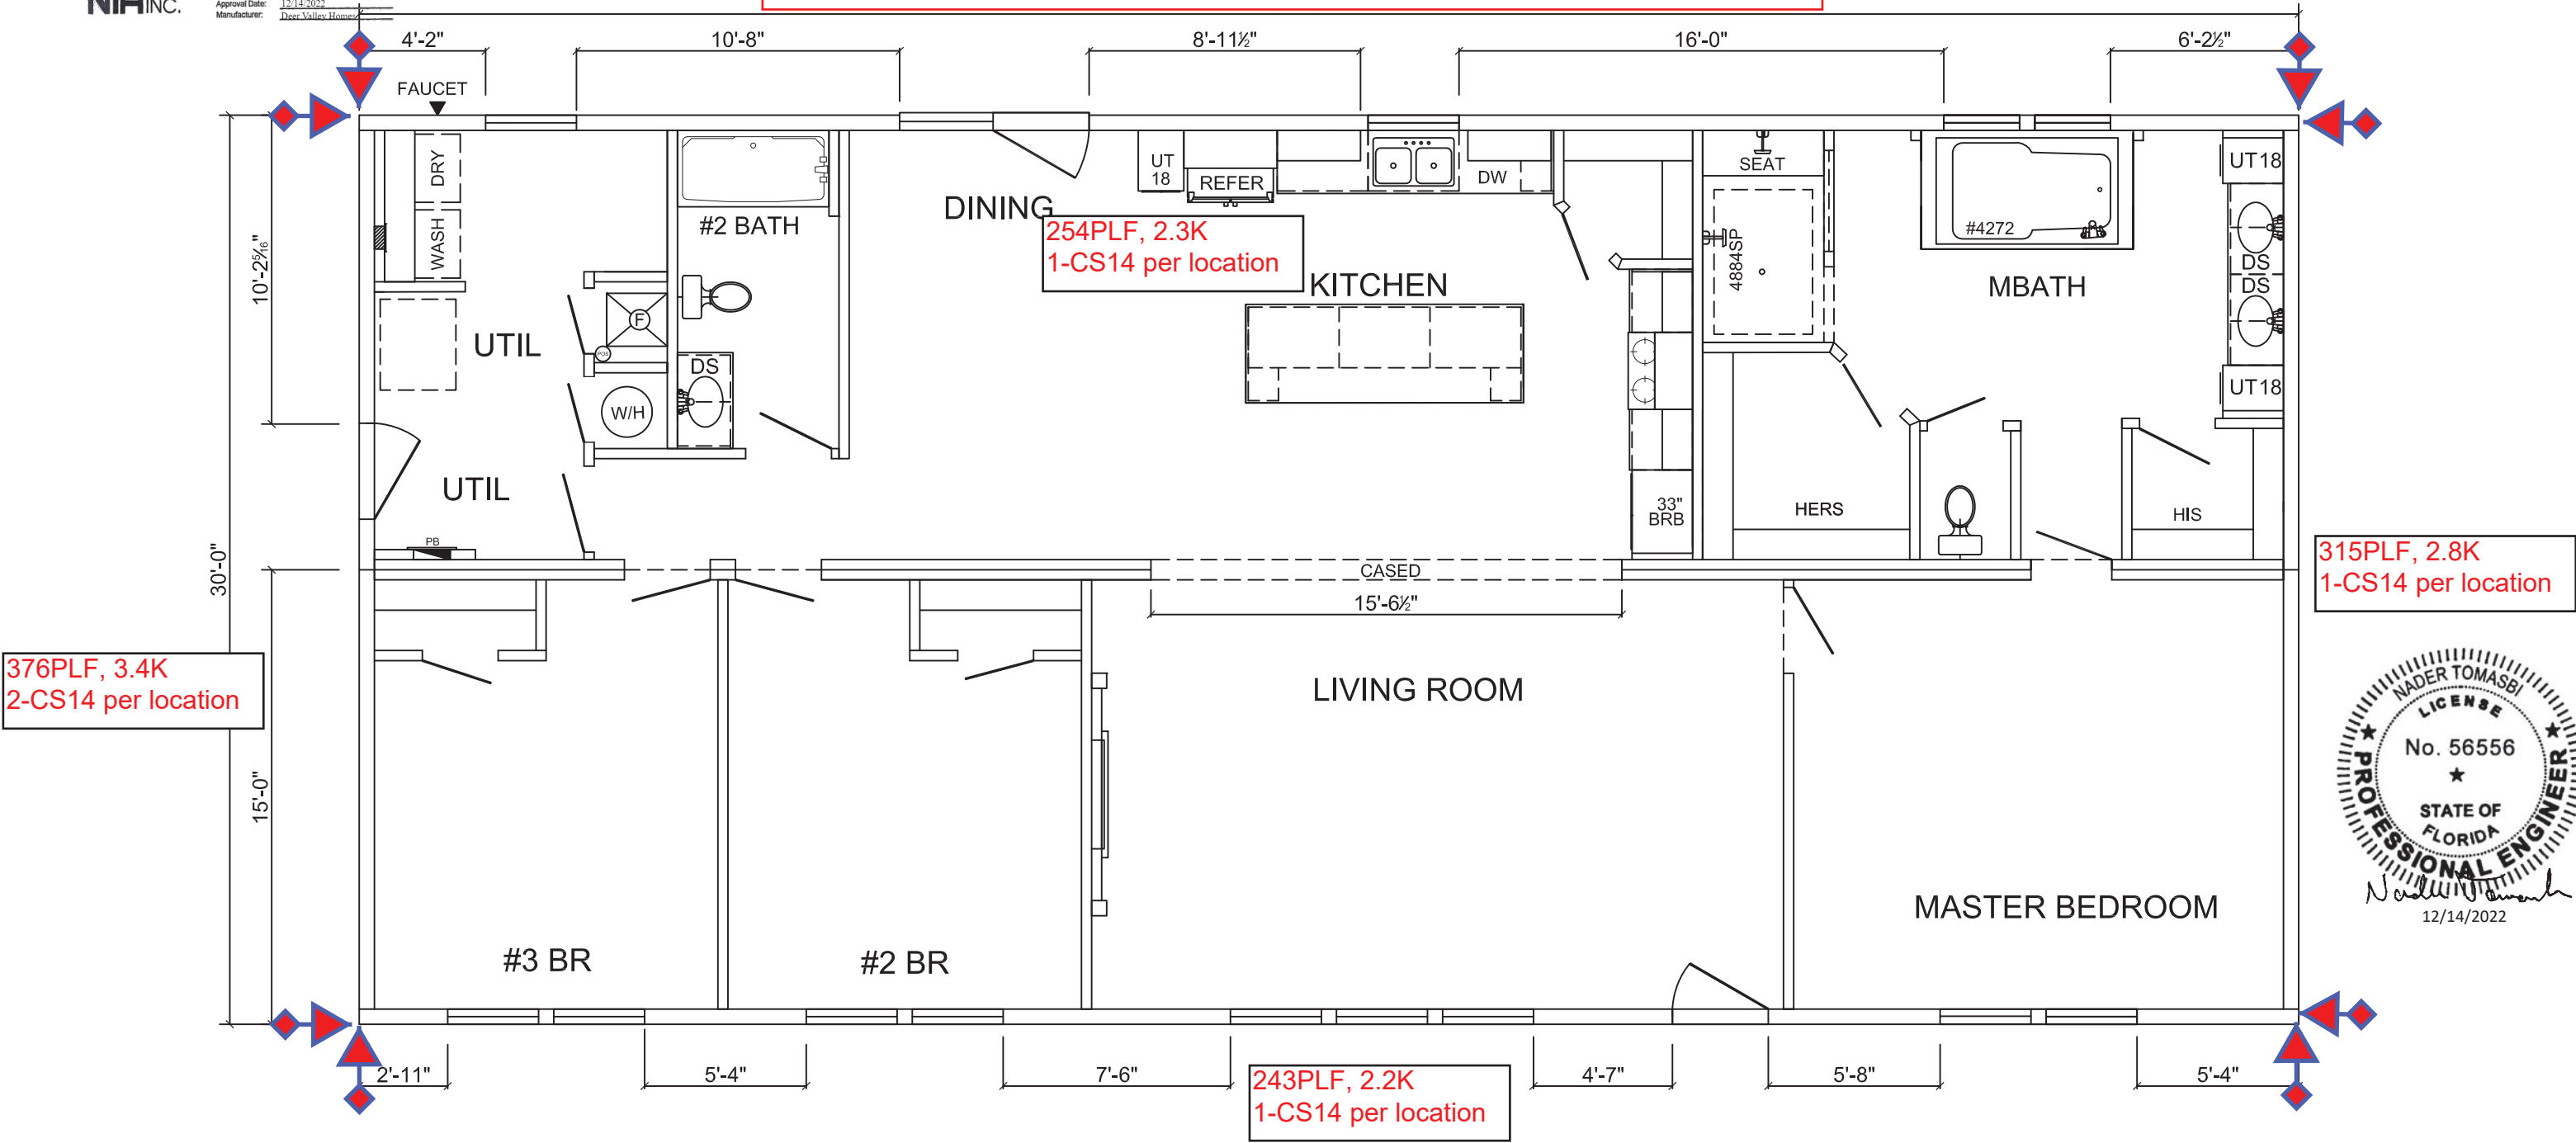 NTA INC.
Approval Date: 12/14/2022
Manufacturer: Deer Valley Homes
4'-2"
10'-8"
8'-11½"
16'-0"
6'-2½"
FAUCET
DRY
WASH
#2 BATH
DINING
UT
18
REFER
DW
SEAT
4884SP
#4272
UT18
DS
DS
UT18
MBATH
254PLF, 2.3K
1-CS14 per location
KITCHEN
10'-2⁵⁄₁₆"
UTIL
F
POS
DS
W/H
UTIL
PB
33"
BRB
HERS
HIS
30'-0"
CASED
15'-6½"
315PLF, 2.8K
1-CS14 per location
376PLF, 3.4K
2-CS14 per location
15'-0"
LIVING ROOM
MASTER BEDROOM
#3 BR
#2 BR
NADER TOMASBI
LICENSE
No. 56556
STATE OF
FLORIDA
PROFESSIONAL ENGINEER
12/14/2022
2'-11"
5'-4"
7'-6"
243PLF, 2.2K
1-CS14 per location
4'-7"
5'-8"
5'-4"